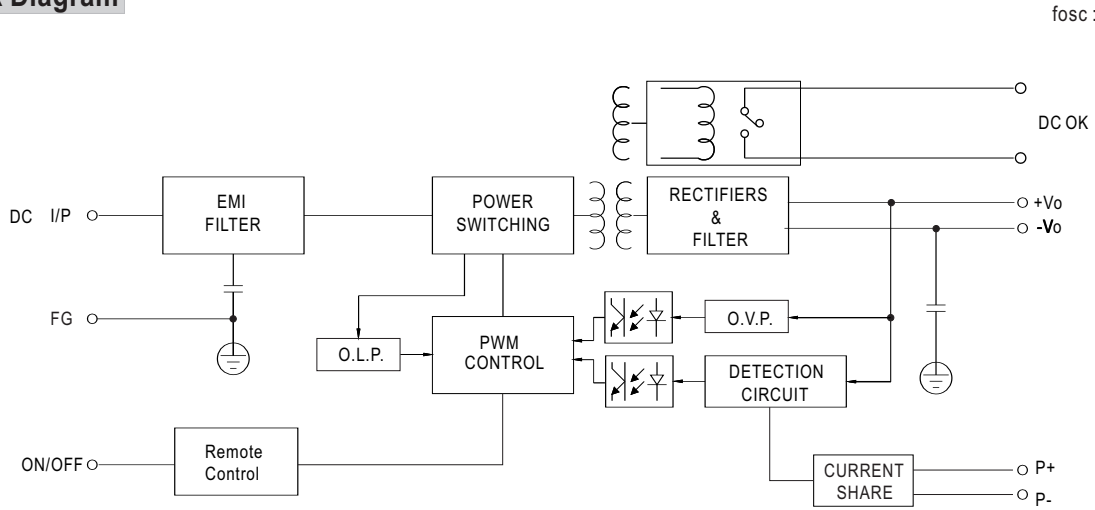 Diagram
fosc :
DC OK
DC I/P
EMI
FILTER
POWER
SWITCHING
RECTIFIERS
&
FILTER
+Vo
-Vo
FG
O.L.P.
PWM
CONTROL
O.V.P.
DETECTION
CIRCUIT
ON/OFF
Remote
Control
CURRENT
SHARE
P+
P-